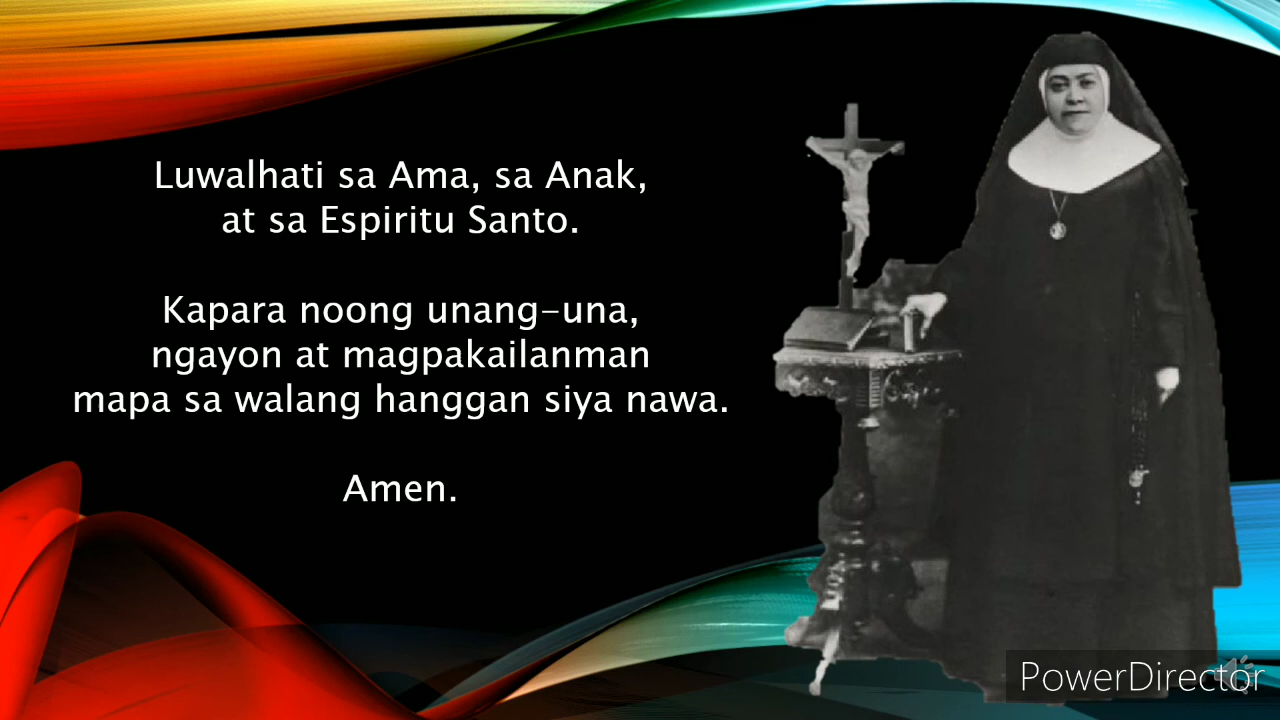 Luwalhati sa Ama, sa Anak,
at sa Espiritu Santo.
Kapara noong unang-una,
ngayon at magpakailanman
mapa sa walang hanggan siya nawa.
Amen.
PowerDirector